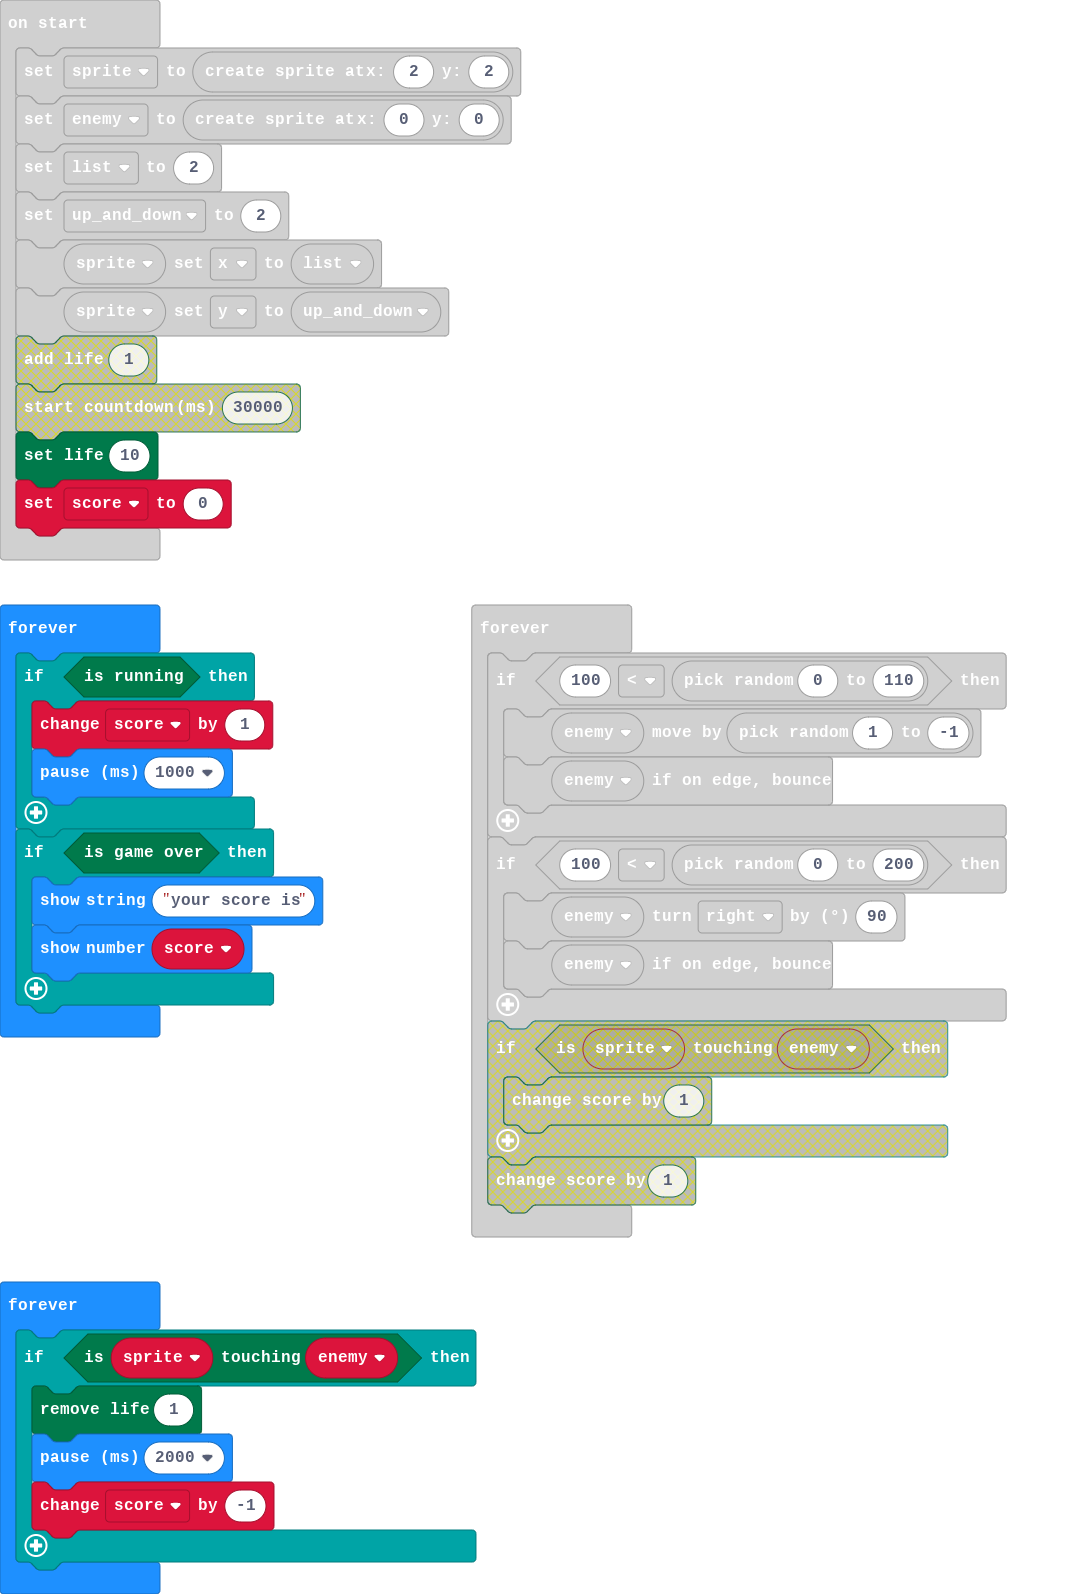 on start
set sprite to create sprite at x: 2 y: 2
set enemy to create sprite at x: 0 y: 0
set list to 2
set up_and_down to 2
sprite set x to list
sprite set y to up_and_down
add life 1
start countdown(ms) 30000
set life 10
set score to 0
forever
if is running then
change score by 1
pause (ms) 1000
if is game over then
show string "your score is"
show number score
forever
if 100 < pick random 0 to 110 then
enemy move by pick random 1 to -1
enemy if on edge, bounce
if 100 < pick random 0 to 200 then
enemy turn right by (°) 90
enemy if on edge, bounce
if is sprite touching enemy then
change score by 1
change score by 1
forever
if is sprite touching enemy then
remove life 1
pause (ms) 2000
change score by -1